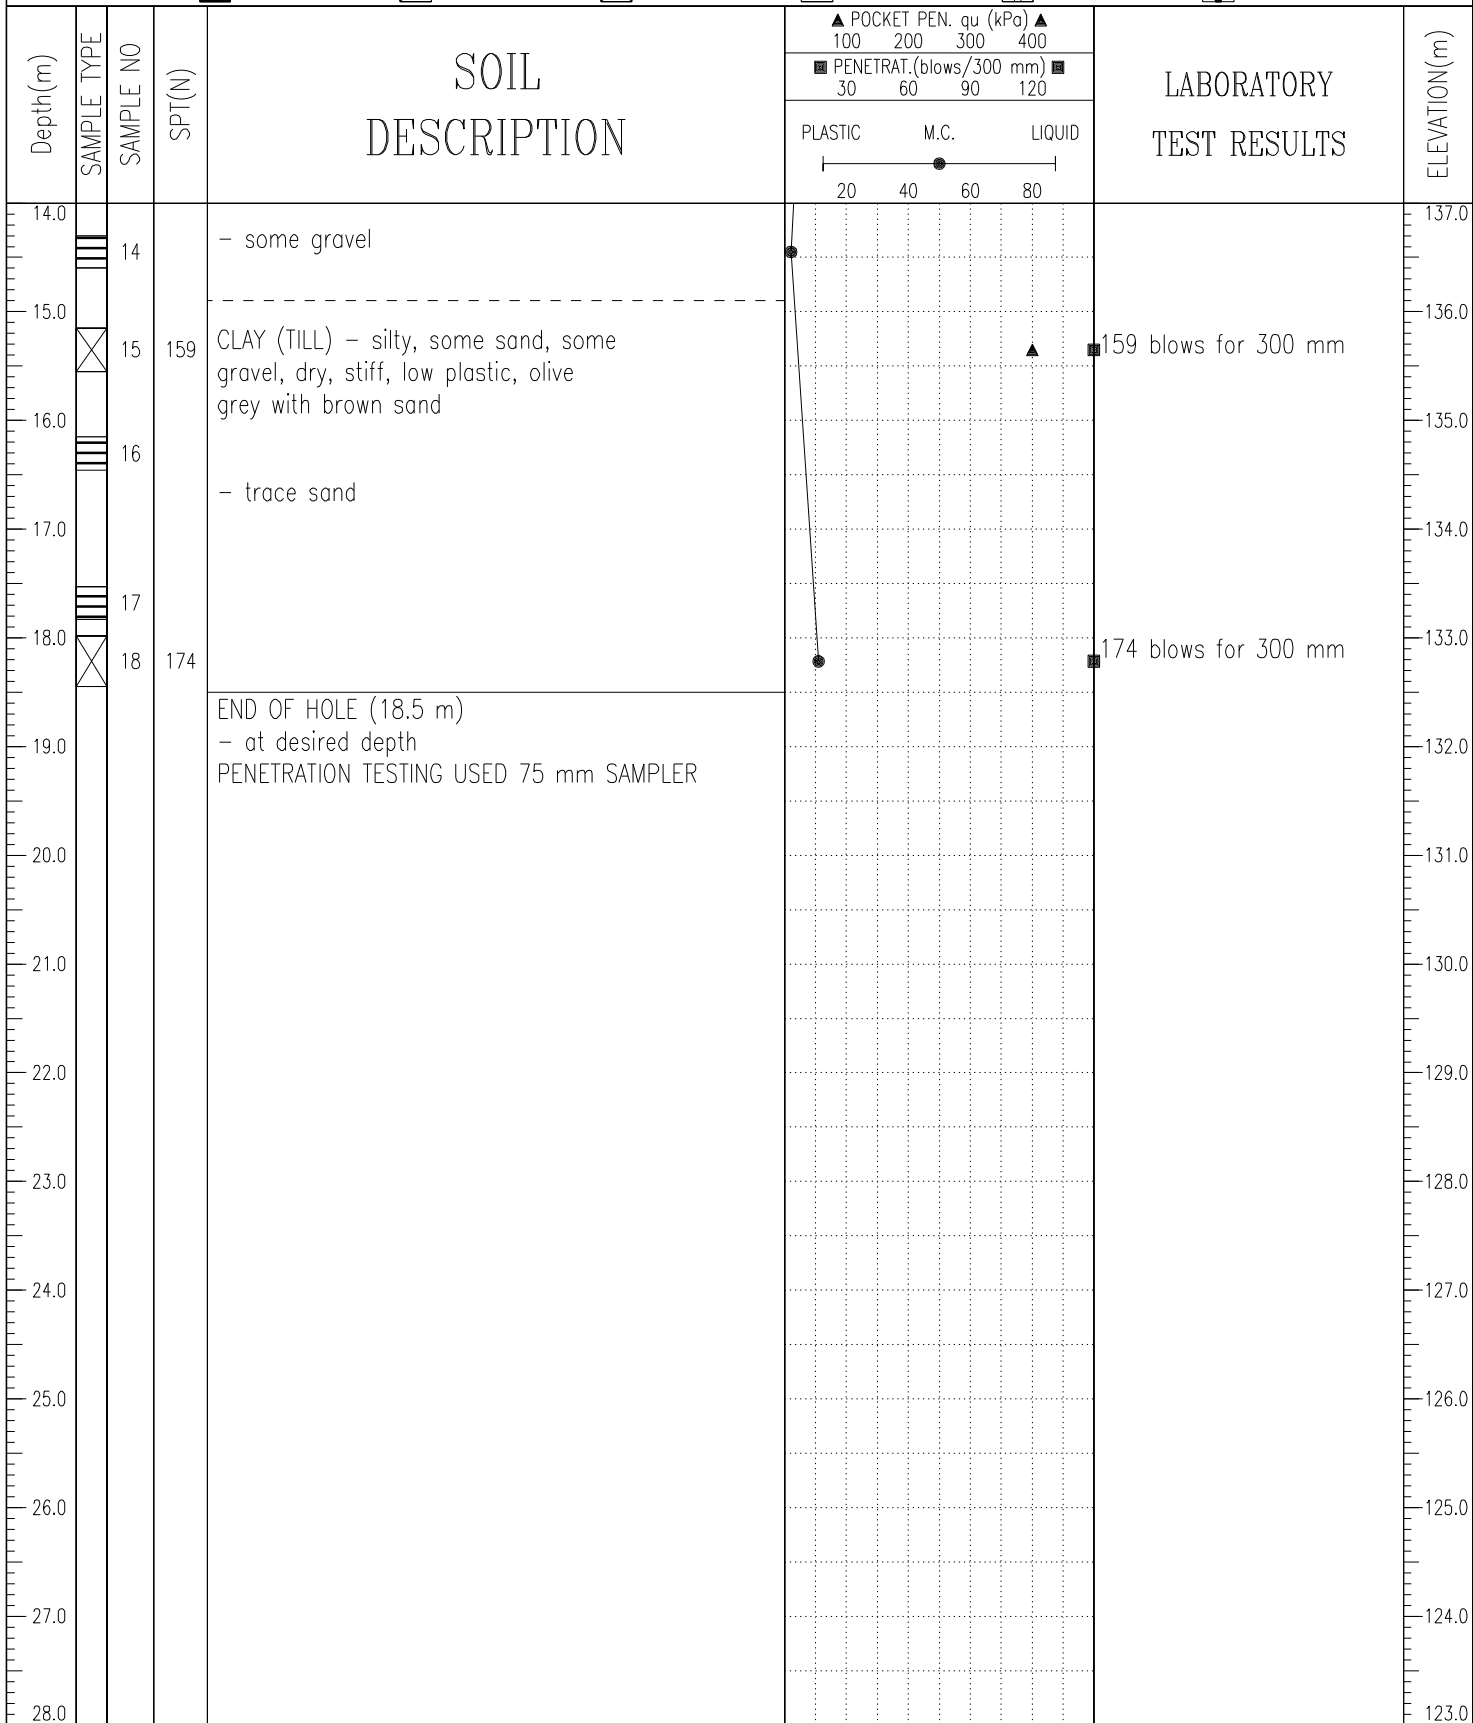 Depth(m)
SAMPLE TYPE
SAMPLE NO
SPT(N)
SOIL
DESCRIPTION
▲ POCKET PEN. qu (kPa) ▲
100 200 300 400
■ PENETRAT.(blows/300 mm) ■
30 60 90 120
PLASTIC M.C. LIQUID
20 40 60 80
LABORATORY
TEST RESULTS
ELEVATION(m)
14.0 137.0
14 – some gravel
15.0 136.0
15 159 CLAY (TILL) – silty, some sand, some 159 blows for 300 mm
gravel, dry, stiff, low plastic, olive
grey with brown sand
16.0 135.0
16
– trace sand
17.0 134.0
17
18.0 133.0
18 174 174 blows for 300 mm
END OF HOLE (18.5 m)
– at desired depth
19.0 132.0
PENETRATION TESTING USED 75 mm SAMPLER
20.0 131.0
21.0 130.0
22.0 129.0
23.0 128.0
24.0 127.0
25.0 126.0
26.0 125.0
27.0 124.0
28.0 123.0